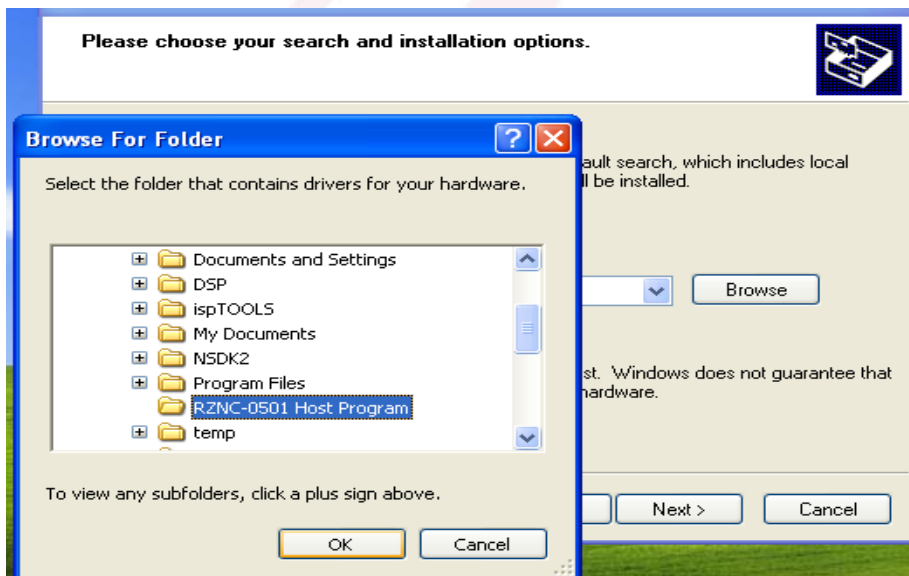 Please choose your search and installation options.
Browse For Folder
Select the folder that contains drivers for your hardware.
Documents and Settings
DSP
ispTOOLS
My Documents
NSDK2
Program Files
RZNC-0501 Host Program
temp
To view any subfolders, click a plus sign above.
OK
Cancel
ault search, which includes local
ll be installed.
Browse
st. Windows does not guarantee that
hardware.
Next >
Cancel